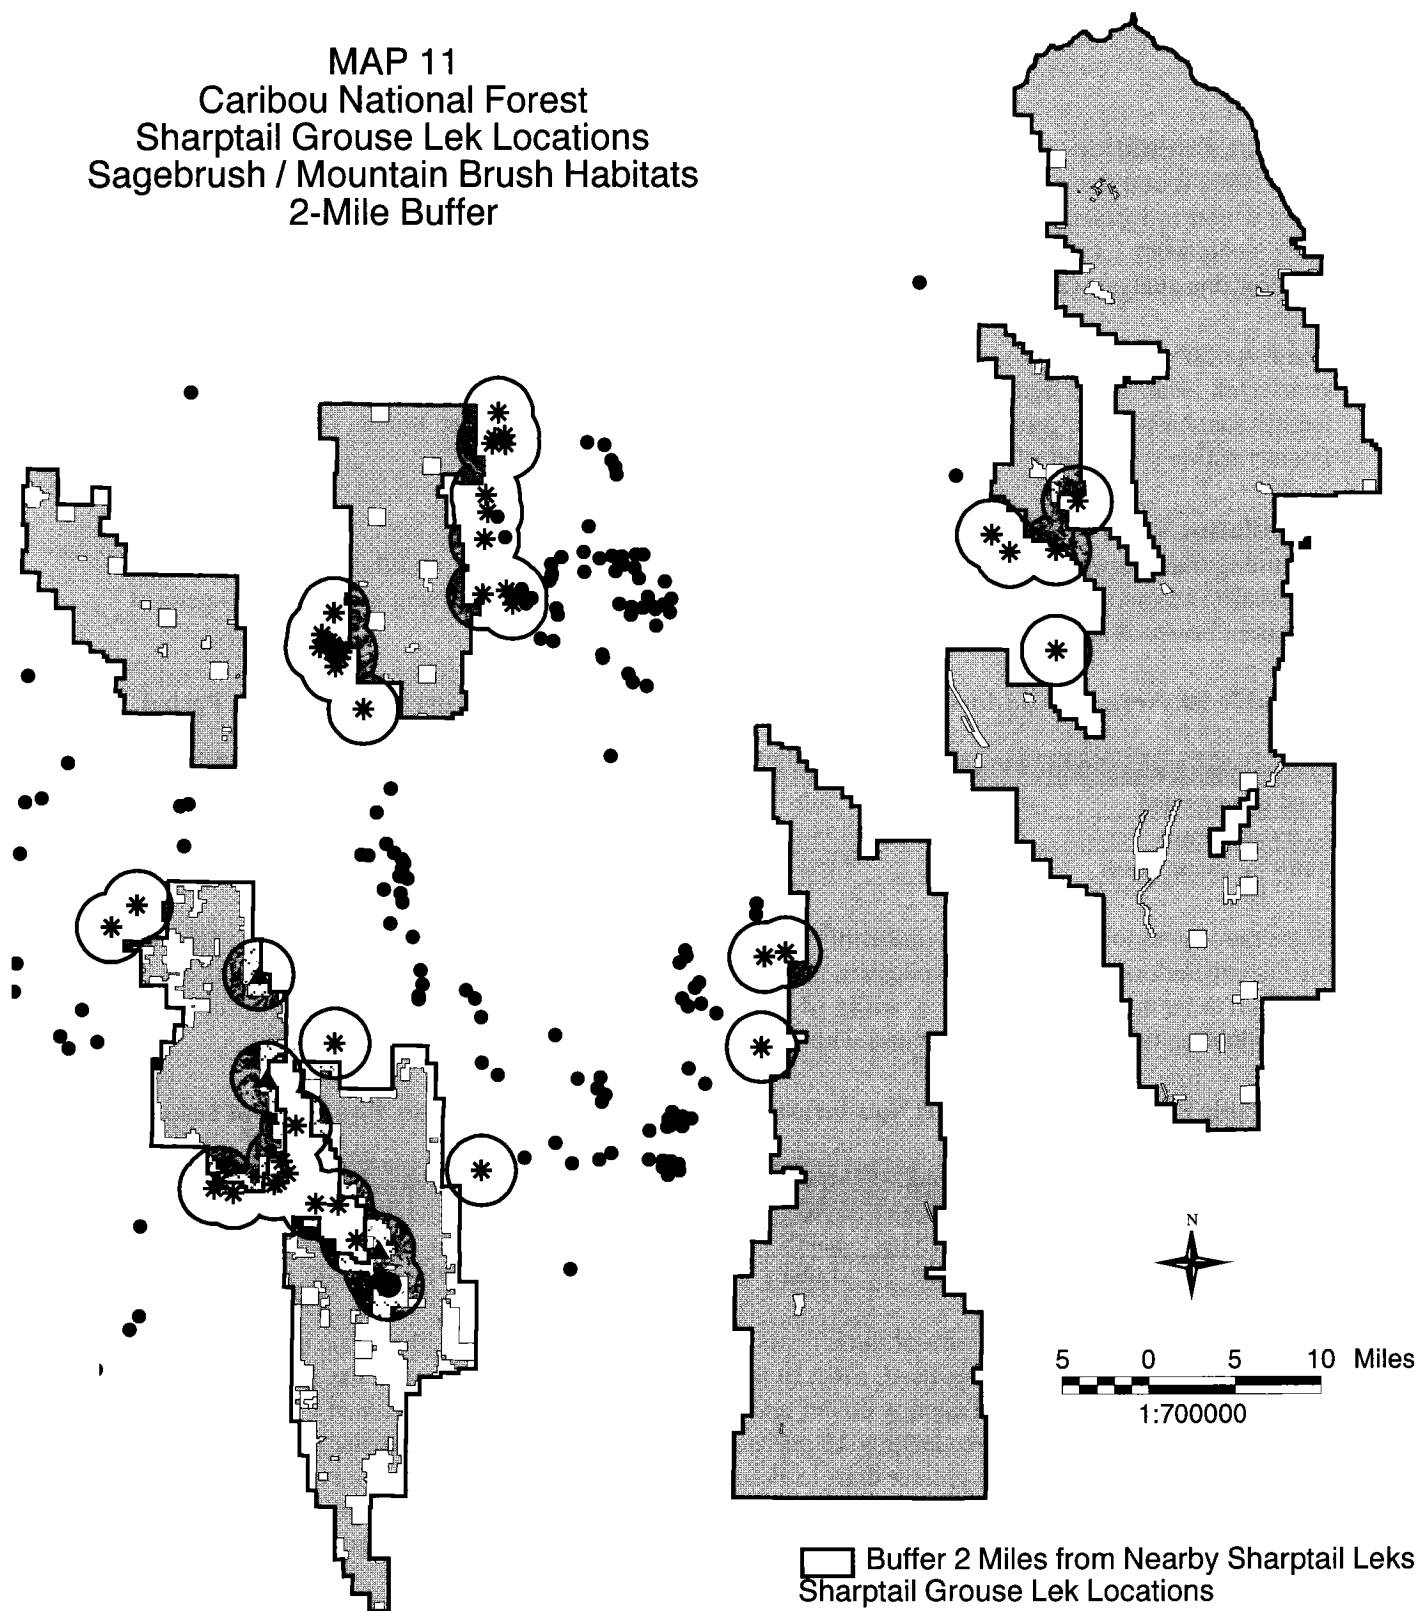 MAP 11
Caribou National Forest
Sharptail Grouse Lek Locations
Sagebrush / Mountain Brush Habitats
2-Mile Buffer
N
5 0 5 10 Miles
1:700000
Buffer 2 Miles from Nearby Sharptail Leks
Sharptail Grouse Lek Locations